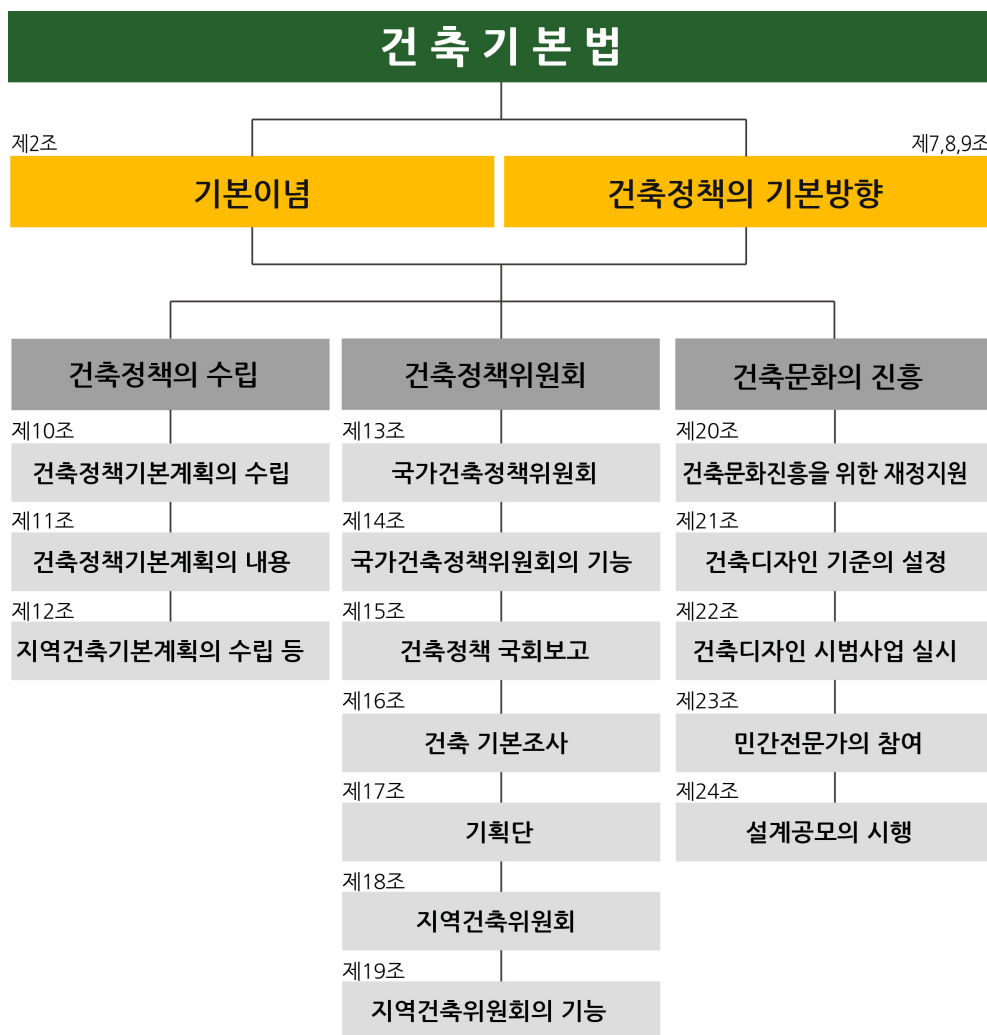 건축기본법
제2조
기본이념
제7,8,9조
건축정책의 기본방향
건축정책의 수립
제10조
건축정책기본계획의 수립
제11조
건축정책기본계획의 내용
제12조
지역건축기본계획의 수립 등
건축정책위원회
제13조
국가건축정책위원회
제14조
국가건축정책위원회의 기능
제15조
건축정책 국회보고
제16조
건축 기본조사
제17조
기획단
제18조
지역건축위원회
제19조
지역건축위원회의 기능
건축문화의 진흥
제20조
건축문화진흥을 위한 재정지원
제21조
건축디자인 기준의 설정
제22조
건축디자인 시범사업 실시
제23조
민간전문가의 참여
제24조
설계공모의 시행